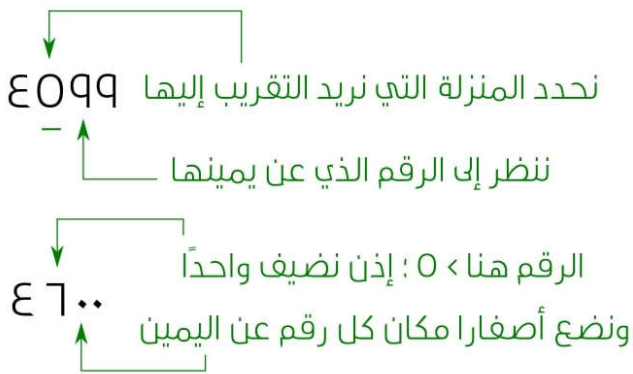 ٤٥٩٩
نحدد المنزلة التي نريد التقريب إليها
ننظر إلى الرقم الذي عن يمينها
الرقم هنا > ٥ ؛ إذن نضيف واحدًا
٤٦٠٠
ونضع أصفارا مكان كل رقم عن اليمين